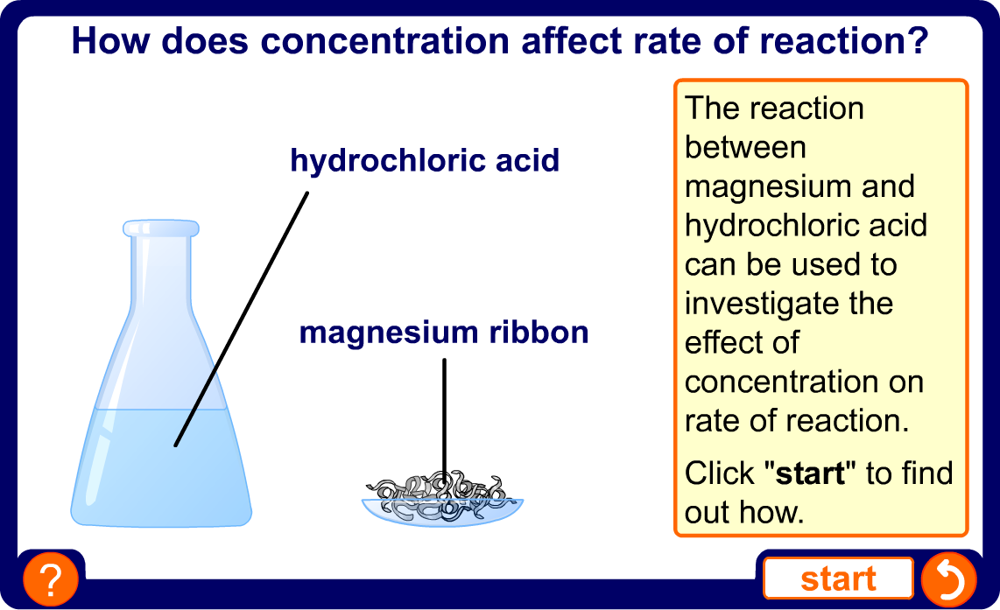 How does concentration affect rate of reaction?
hydrochloric acid
magnesium ribbon
The reaction
between
magnesium and
hydrochloric acid
can be used to
investigate the
effect of
concentration on
rate of reaction.
Click "start" to find
out how.
?
start